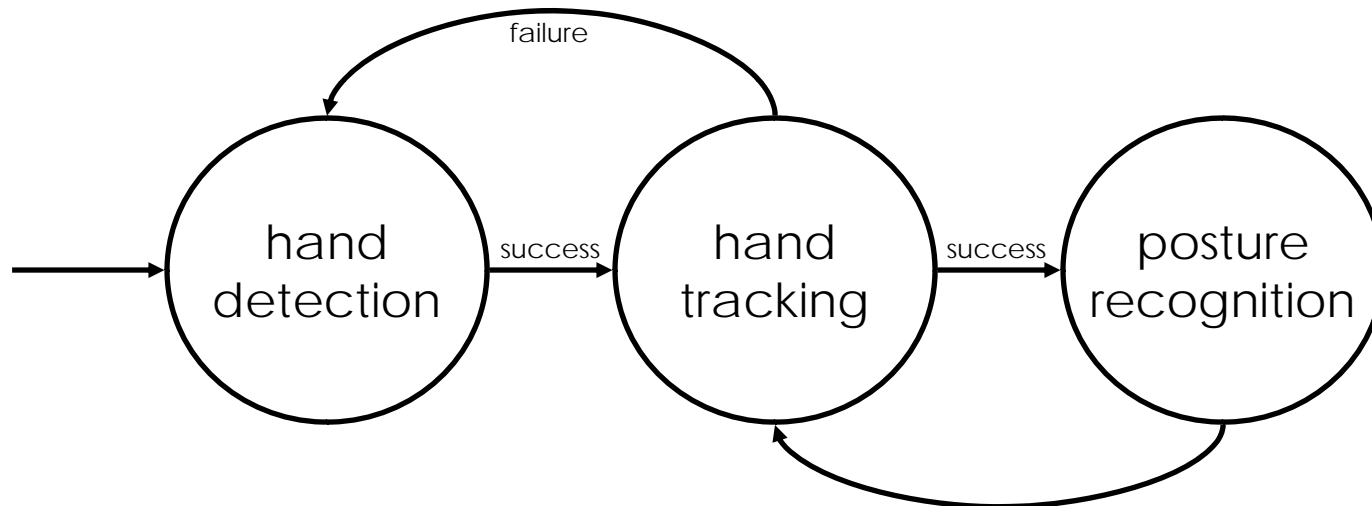 failure
hand
detection
success
hand
tracking
success
posture
recognition